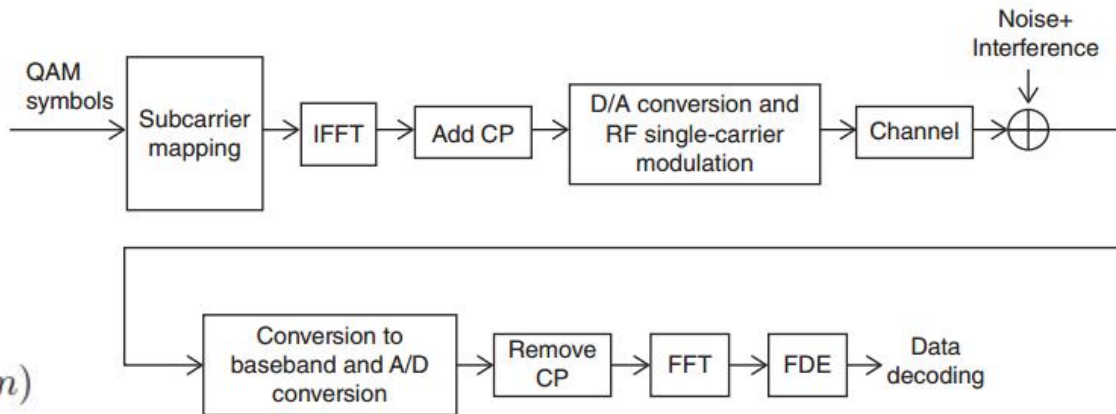 Noise+
Interference
QAM
symbols
Subcarrier
mapping
IFFT
Add CP
D/A conversion and
RF single-carrier
modulation
Channel
Conversion to
baseband and A/D
conversion
Remove
CP
FFT
FDE
Data
decoding
n)